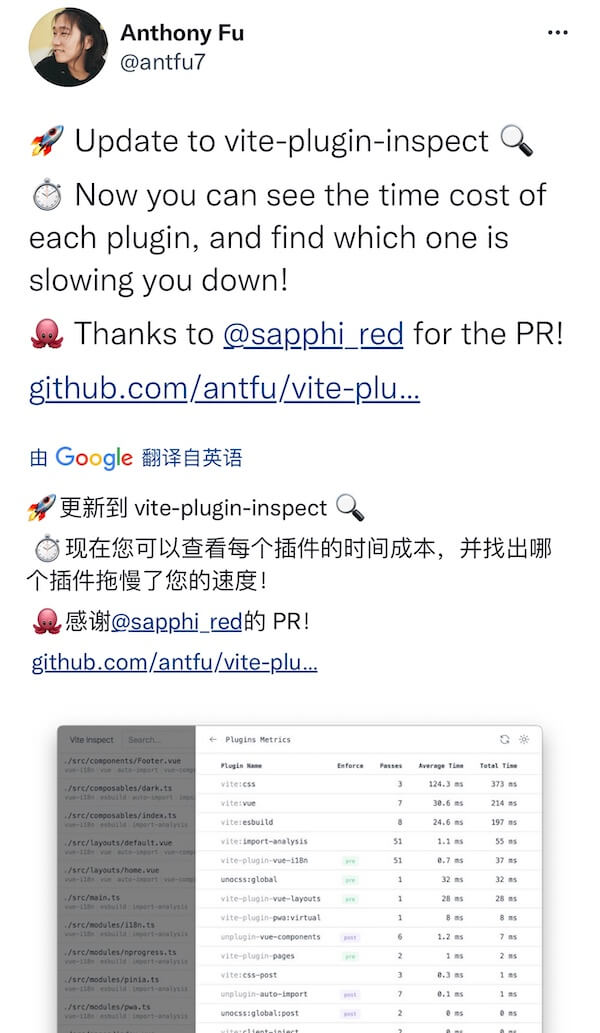 Anthony Fu
@antfu7
🚀 Update to vite-plugin-inspect 🔍
⏱ Now you can see the time cost of
each plugin, and find which one is
slowing you down!
🐙 Thanks to @sapphi_red for the PR!
github.com/antfu/vite-plu...
由 Google 翻译自英语
🚀更新到 vite-plugin-inspect 🔍
⏱现在您可以查看每个插件的时间成本，并找出哪
个插件拖慢了您的速度！
🐙感谢@sapphi_red的 PR！
github.com/antfu/vite-plu...
Vite Inspect Search...
./src/components/Footer.vue
vue-i18n vue auto-import vue-comp
./src/composables/dark.ts
vue-i18n esbuild auto-import impo
./src/composables/index.ts
vue-i18n esbuild import-analysis
./src/layouts/default.vue
vue-i18n vue auto-import vue-comp
./src/layouts/home.vue
vue-i18n vue auto-import vue-comp
./src/main.ts
vue-i18n esbuild import-analysis
./src/modules/i18n.ts
vue-i18n esbuild import-analysis
./src/modules/nprogress.ts
vue-i18n esbuild import-analysis
./src/modules/pinia.ts
vue-i18n esbuild import-analysis
./src/modules/pwa.ts
vue-i18n esbuild import-analysis
← Plugins Metrics
Plugin Name Enforce Passes Average Time Total Time
vite:css 3 124.3 ms 373 ms
vite:vue 7 30.6 ms 214 ms
vite:esbuild 8 24.6 ms 197 ms
vite:import-analysis 51 1.1 ms 55 ms
vite-plugin-vue-i18n pre 51 0.7 ms 37 ms
unocss:global pre 1 32 ms 32 ms
vite-plugin-vue-layouts pre 1 28 ms 28 ms
vite-plugin-pwa:virtual 1 8 ms 8 ms
unplugin-vue-components post 6 1.2 ms 7 ms
vite-plugin-pages pre 2 1 ms 2 ms
vite:css-post 3 0.3 ms 1 ms
unplugin-auto-import post 7 0.1 ms 1 ms
unocss:global:post post 2 0 ms 0 ms
vite:client-inject 2 0 ms 0 ms